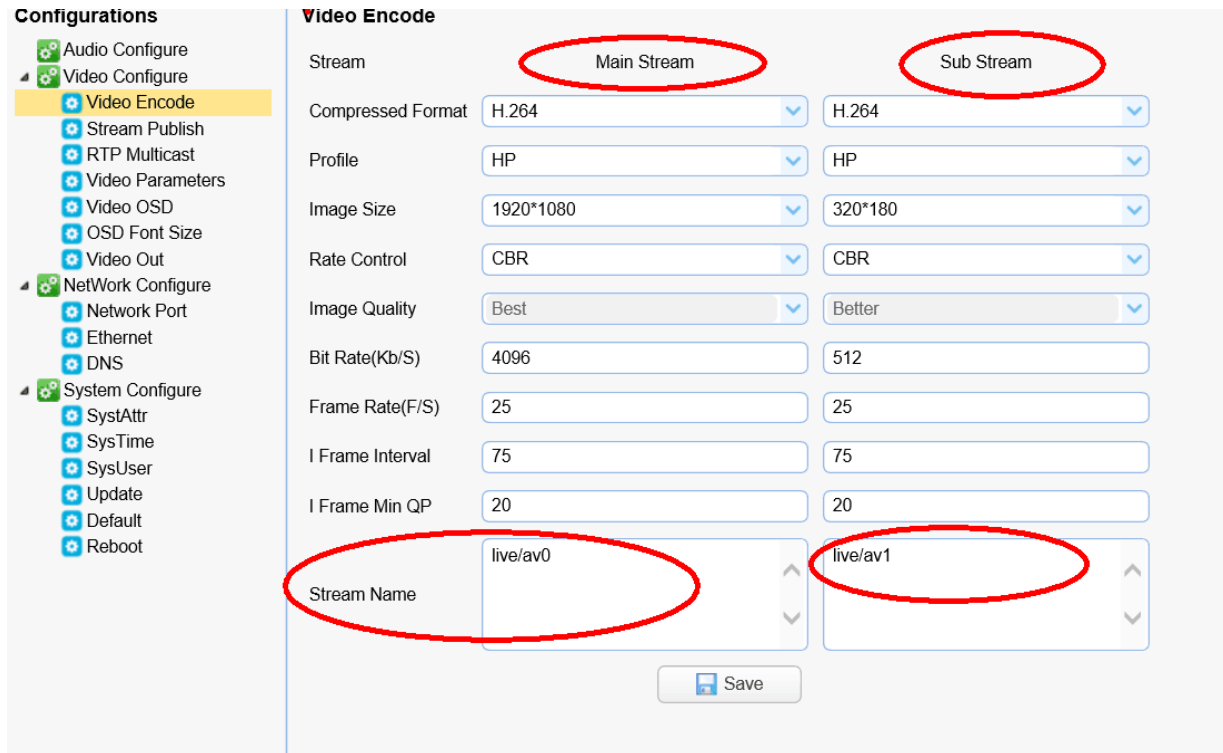 Configurations
Audio Configure
Video Configure
Video Encode
Stream Publish
RTP Multicast
Video Parameters
Video OSD
OSD Font Size
Video Out
NetWork Configure
Network Port
Ethernet
DNS
System Configure
SystAttr
SysTime
SysUser
Update
Default
Reboot
Video Encode
Stream Main Stream Sub Stream
Compressed Format H.264 H.264
Profile HP HP
Image Size 1920*1080 320*180
Rate Control CBR CBR
Image Quality Best Better
Bit Rate(Kb/S) 4096 512
Frame Rate(F/S) 25 25
I Frame Interval 75 75
I Frame Min QP 20 20
Stream Name live/av0 live/av1
Save